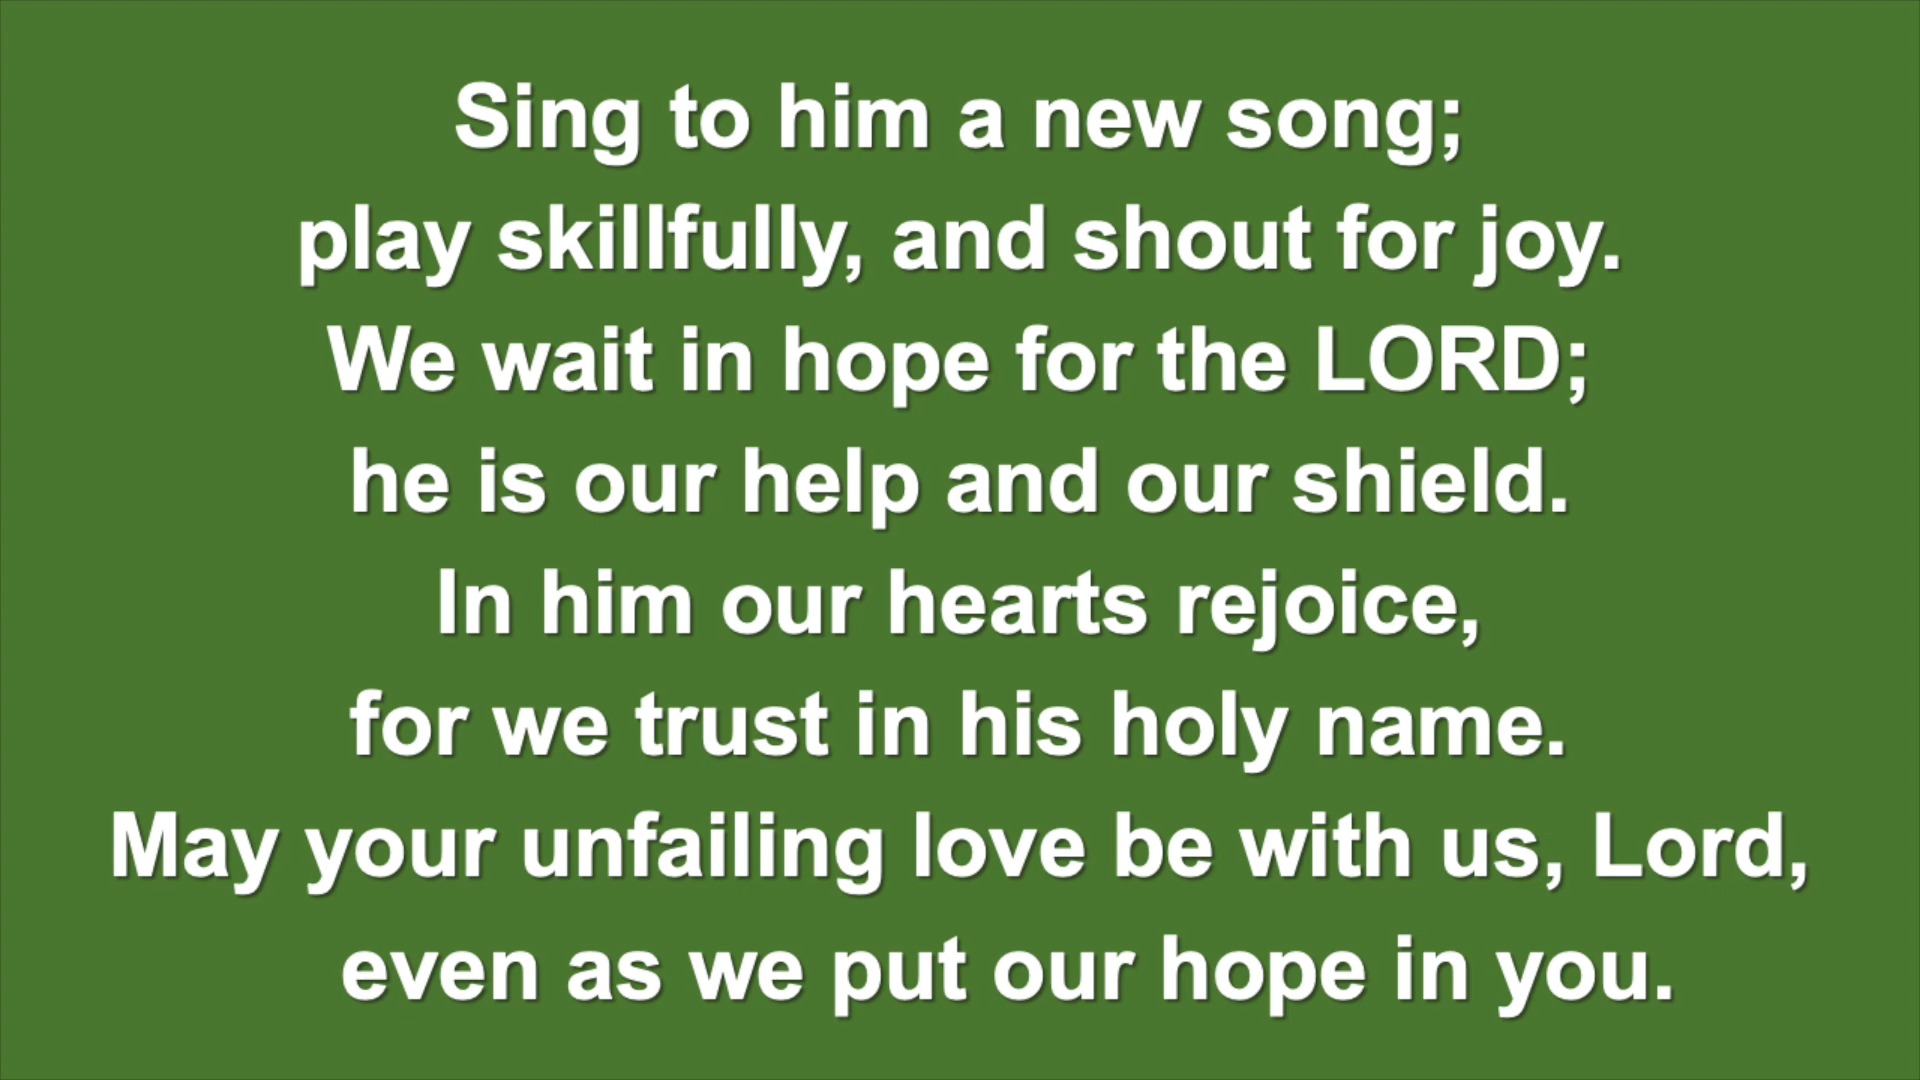 Sing to him a new song;
play skillfully, and shout for joy.
We wait in hope for the LORD;
he is our help and our shield.
In him our hearts rejoice,
for we trust in his holy name.
May your unfailing love be with us, Lord,
even as we put our hope in you.